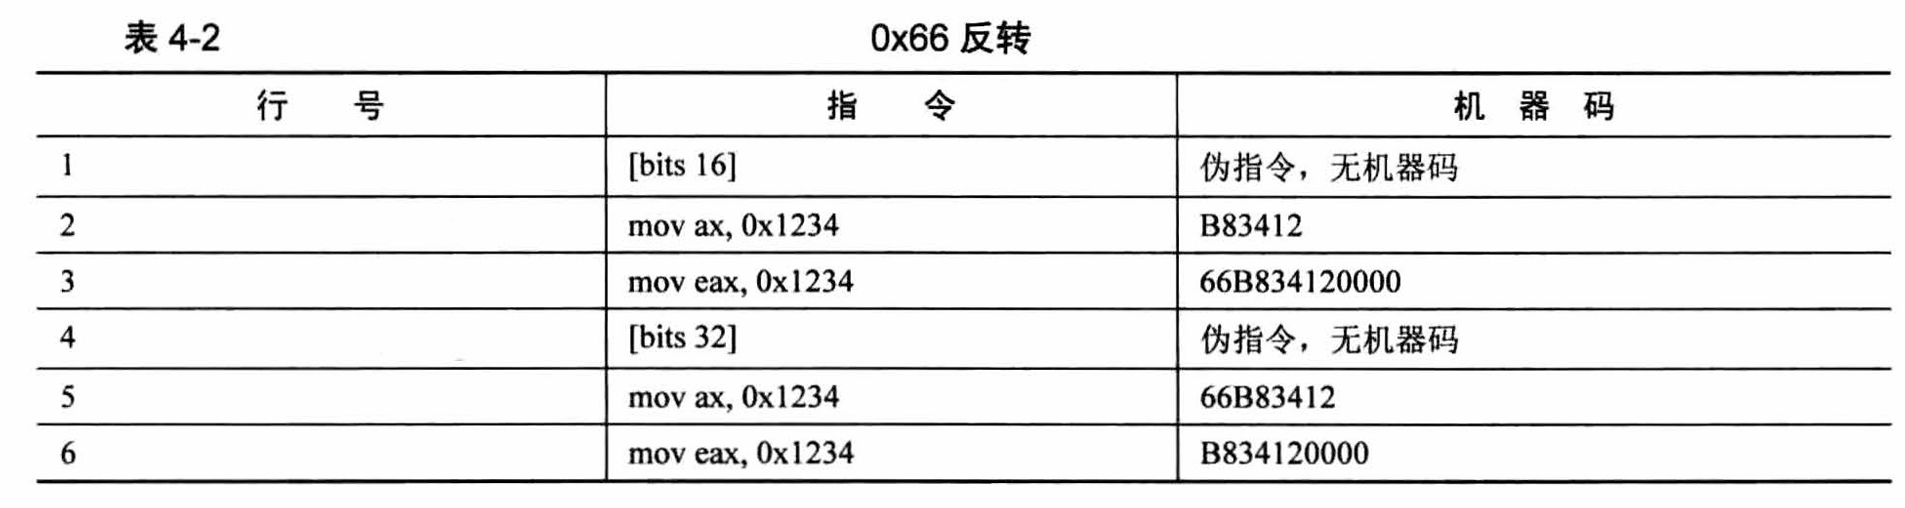 表 4-2 0x66 反转
行 号 指 令 机 器 码
1 [bits 16] 伪指令，无机器码
2 mov ax, 0x1234 B83412
3 mov eax, 0x1234 66B834120000
4 [bits 32] 伪指令，无机器码
5 mov ax, 0x1234 66B83412
6 mov eax, 0x1234 B834120000